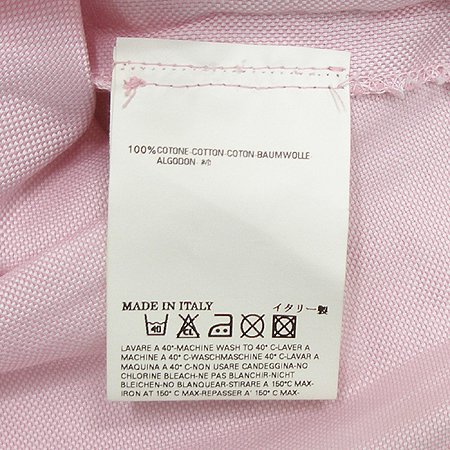 100% COTONE-COTTON-COTON-BAUMWOLLE-
ALGODON- 綿
MADE IN ITALY イタリー製
40 CL
LAVARE A 40°-MACHINE WASH TO 40° C-LAVER A
MACHINE A 40° C-WASCHMASCHINE 40° C-LAVAR A
MAQUINA A 40° C-NON USARE CANDEGGINA-NO
CHLORINE BLEACH-NE PAS BLANCHIR-NICHT
BLEICHEN-NO BLANQUEAR-STIRARE A 150°C MAX-
IRON AT 150° C MAX-REPASSER A 150°C MAX.